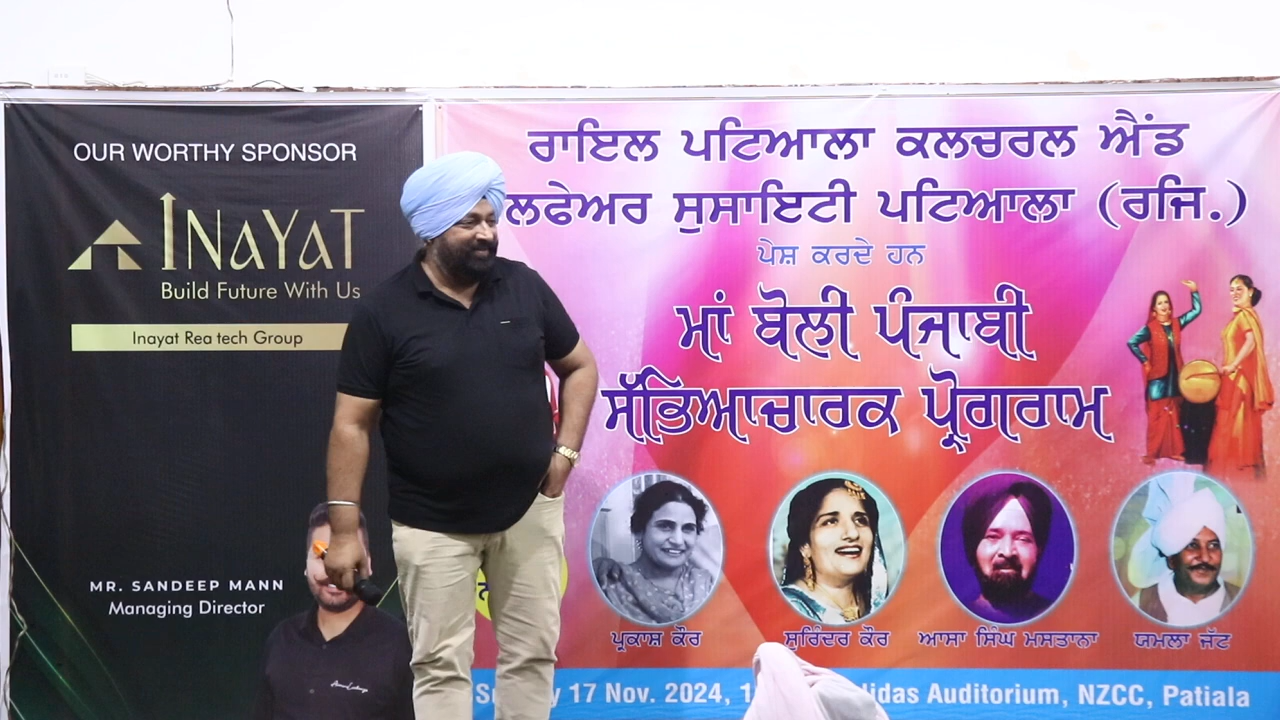 OUR WORTHY SPONSOR
INAYAT
Build Future With Us
Inayat Rea tech Group
MR. SANDEEP MANN
Managing Director
ਰਾਇਲ ਪਟਿਆਲਾ ਕਲਚਰਲ ਐਂਡ
ਲਫੇਅਰ ਸੁਸਾਇਟੀ ਪਟਿਆਲਾ (ਰਜਿ.)
ਪੇਸ਼ ਕਰਦੇ ਹਨ
ਮਾਂ ਬੋਲੀ ਪੰਜਾਬੀ
ਸੱਭਿਆਚਾਰਕ ਪ੍ਰੋਗਰਾਮ
ਪ੍ਰਕਾਸ਼ ਕੌਰ
ਸੁਰਿੰਦਰ ਕੌਰ
ਆਸਾ ਸਿੰਘ ਮਸਤਾਨਾ
ਯਮਲਾ ਜੱਟ
17 Nov. 2024, Auditorium, NZCC, Patiala